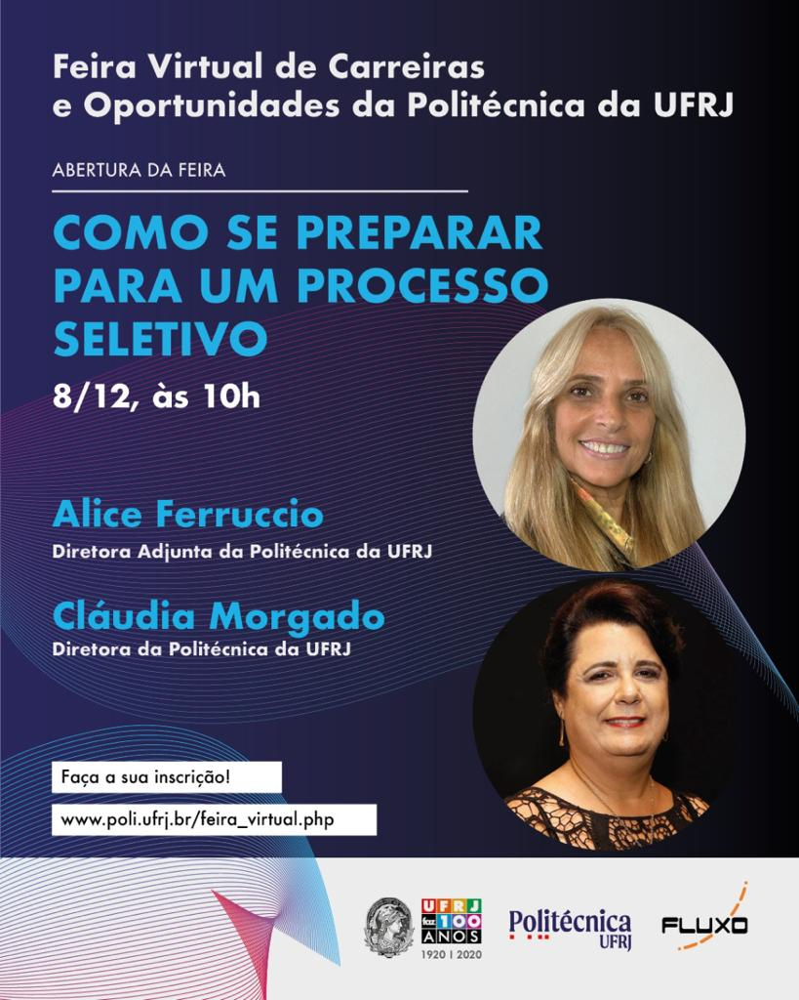 Feira Virtual de Carreiras
e Oportunidades da Politécnica da UFRJ
ABERTURA DA FEIRA
COMO SE PREPARAR
PARA UM PROCESSO
SELETIVO
8/12, às 10h
Alice Ferruccio
Diretora Adjunta da Politécnica da UFRJ
Cláudia Morgado
Diretora da Politécnica da UFRJ
Faça a sua inscrição!
www.poli.ufrj.br/feira_virtual.php
UFRJ
faz 100
ANOS
1920 | 2020
Politécnica
UFRJ
FLUXO